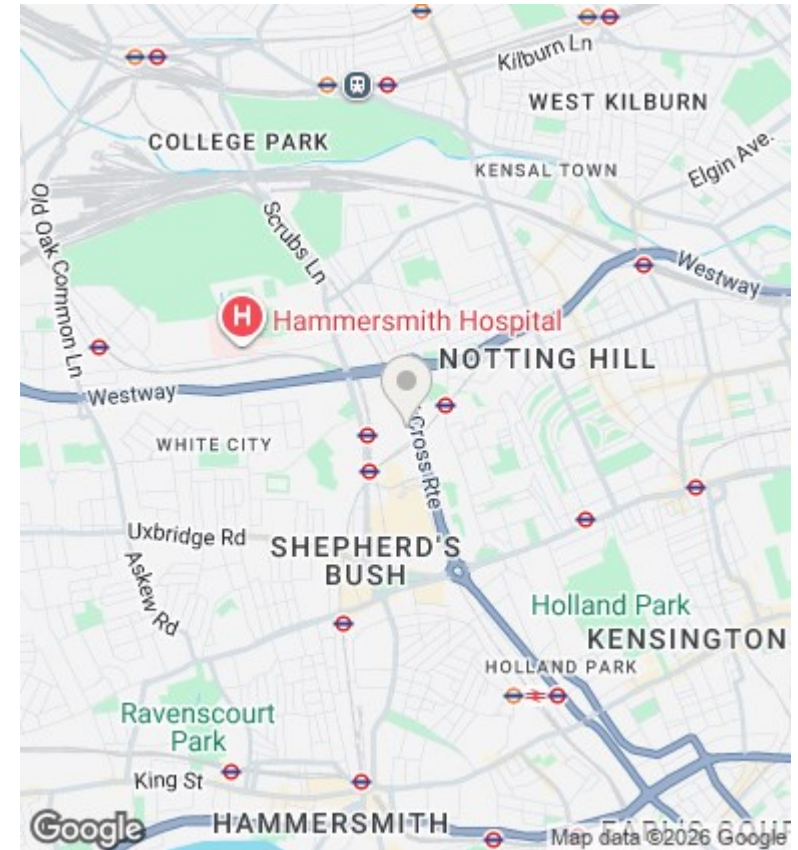 Kilburn Ln
WEST KILBURN
COLLEGE PARK
KENSAL TOWN
Elgin Ave.
Old Oak Common Ln
Scrubs Ln
Westway
H
Hammersmith Hospital
NOTTING HILL
Westway
Cross Rte
WHITE CITY
Uxbridge Rd
SHEPHERD'S
BUSH
Askew Rd
Holland Park
KENSINGTON
HOLLAND PARK
Ravenscourt
Park
King St
HAMMERSMITH
Google
Map data ©2026 Google